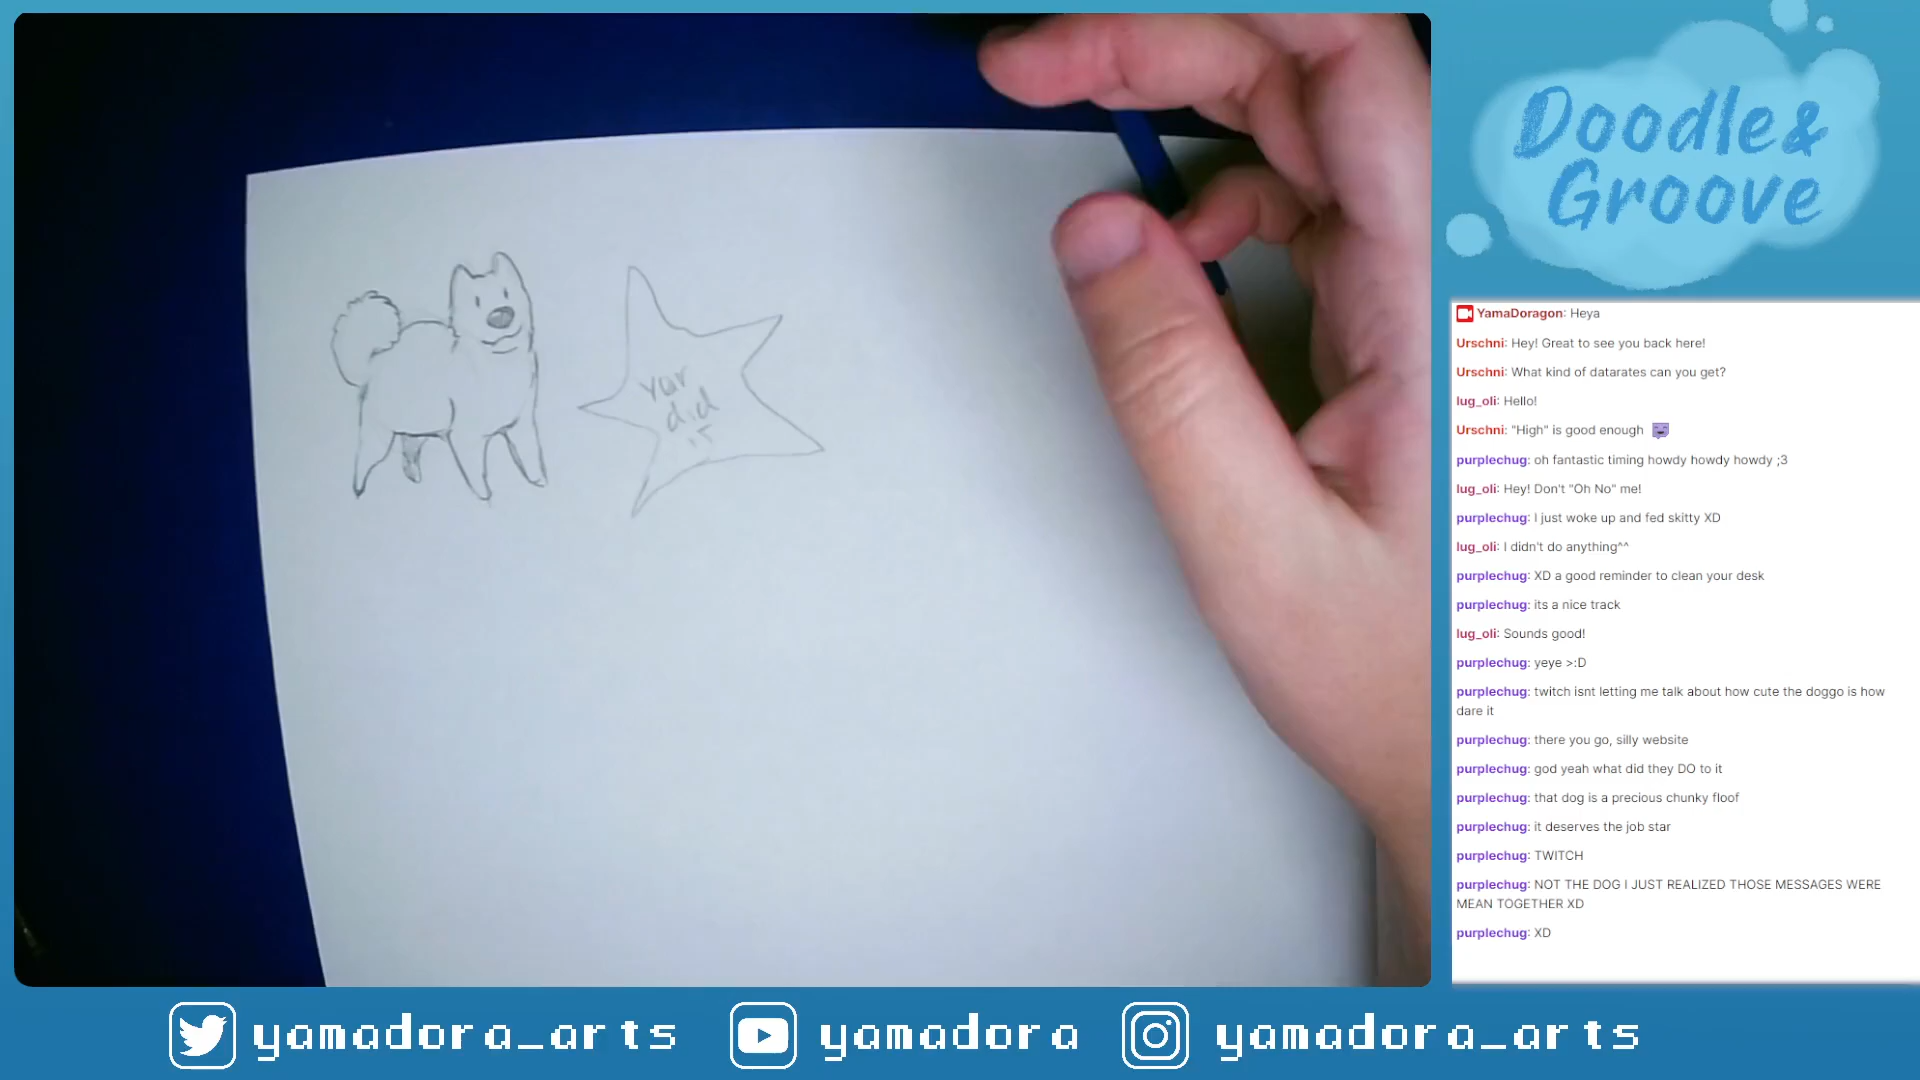 yar
did
it
Doodle&
Groove
YamaDoragon: Heya
Urschni: Hey! Great to see you back here!
Urschni: What kind of datarates can you get?
lug_oli: Hello!
Urschni: "High" is good enough
purplechug: oh fantastic timing howdy howdy howdy ;3
lug_oli: Hey! Don't "Oh No" me!
purplechug: I just woke up and fed skitty XD
lug_oli: I didn't do anything^^
purplechug: XD a good reminder to clean your desk
purplechug: its a nice track
lug_oli: Sounds good!
purplechug: yeye >:D
purplechug: twitch isnt letting me talk about how cute the doggo is how
dare it
purplechug: there you go, silly website
purplechug: god yeah what did they DO to it
purplechug: that dog is a precious chunky floof
purplechug: it deserves the job star
purplechug: TWITCH
purplechug: NOT THE DOG I JUST REALIZED THOSE MESSAGES WERE
MEAN TOGETHER XD
purplechug: XD
yamadora_arts
yamadora
yamadora_arts